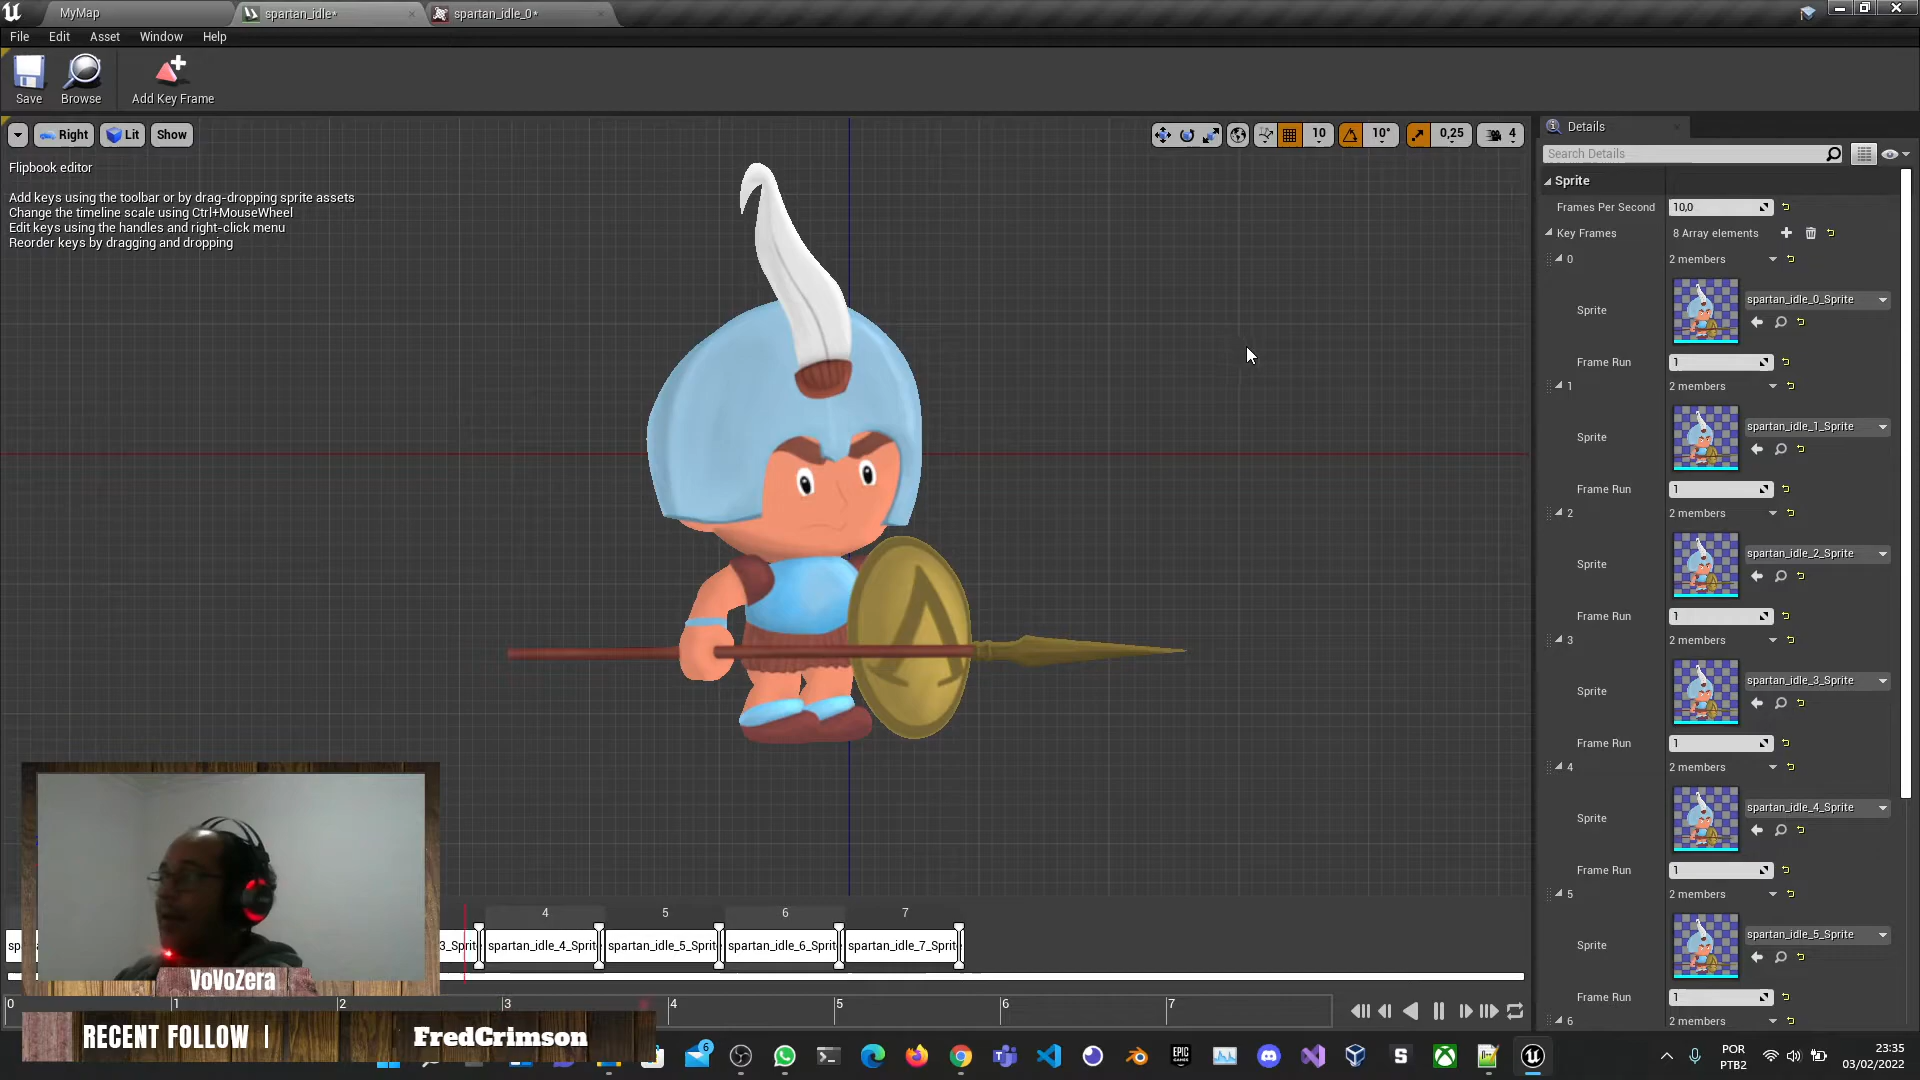 MyMap
spartan_idle*
spartan_idle_0*
File
Edit
Asset
Window
Help
Save
Browse
Add Key Frame
Right
Lit
Show
10
10°
0,25
4
Flipbook editor
Add keys using the toolbar or by drag-dropping sprite assets
Change the timeline scale using Ctrl+MouseWheel
Edit keys using the handles and right-click menu
Reorder keys by dragging and dropping
Details
Search Details
Sprite
Frames Per Second
10,0
Key Frames
8 Array elements
0
2 members
Sprite
spartan_idle_0_Sprite
Frame Run
1
1
2 members
Sprite
spartan_idle_1_Sprite
Frame Run
1
2
2 members
Sprite
spartan_idle_2_Sprite
Frame Run
1
3
2 members
Sprite
spartan_idle_3_Sprite
Frame Run
1
4
2 members
Sprite
spartan_idle_4_Sprite
Frame Run
1
5
2 members
Sprite
spartan_idle_5_Sprite
Frame Run
1
6
2 members
4
5
6
7
3_Sprit
spartan_idle_4_Sprit
spartan_idle_5_Sprit
spartan_idle_6_Sprit
spartan_idle_7_Sprit
VoVoZera
0
1
2
3
4
5
6
7
RECENT FOLLOW |
FredCrimson
6
POR
PTB2
23:35
03/02/2022